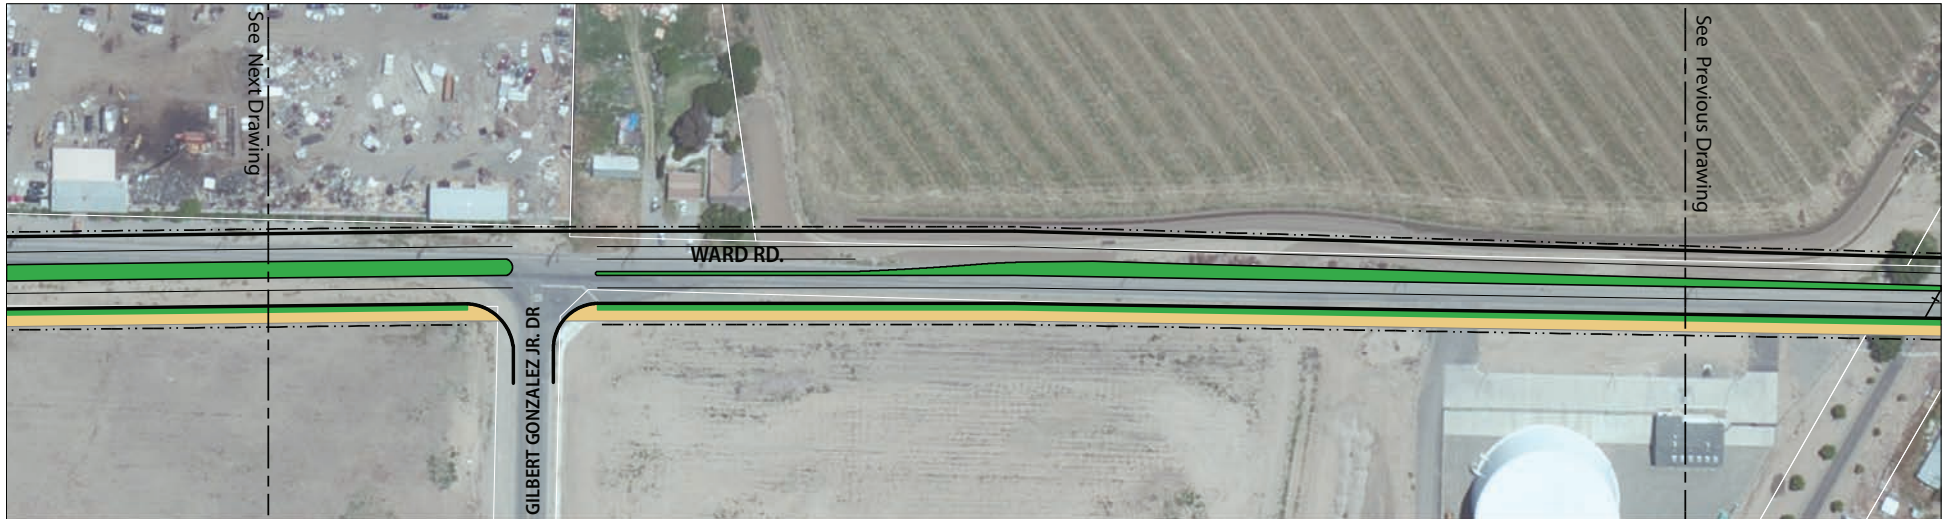 See Next Drawing
See Previous Drawing
WARD RD.
GILBERT GONZALEZ JR. DR